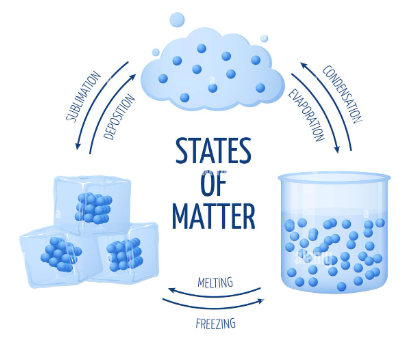 SUBLIMATION
DEPOSITION
CONDENSATION
EVAPORATION
STATES
OF
MATTER
MELTING
FREEZING